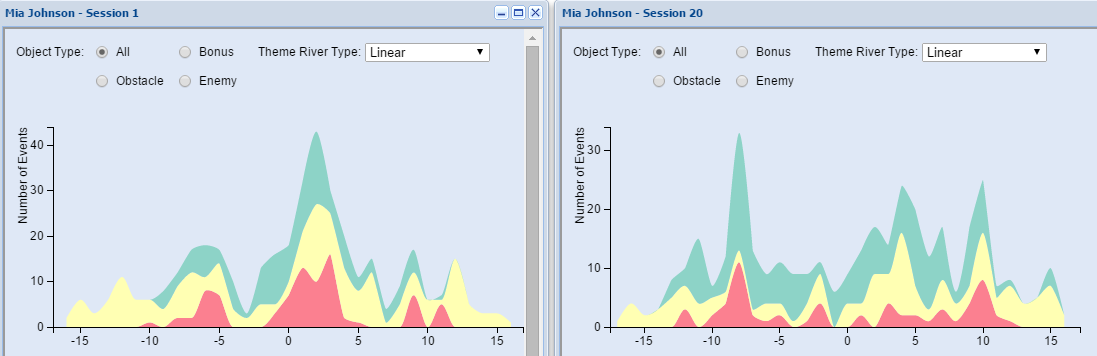 Mia Johnson - Session 1
Object Type: All Bonus Theme River Type: Linear
Obstacle Enemy
Number of Events
40
30
20
10
0
-15 -10 -5 0 5 10 15
Mia Johnson - Session 20
Object Type: All Bonus Theme River Type: Linear
Obstacle Enemy
Number of Events
30
20
10
0
-15 -10 -5 0 5 10 15